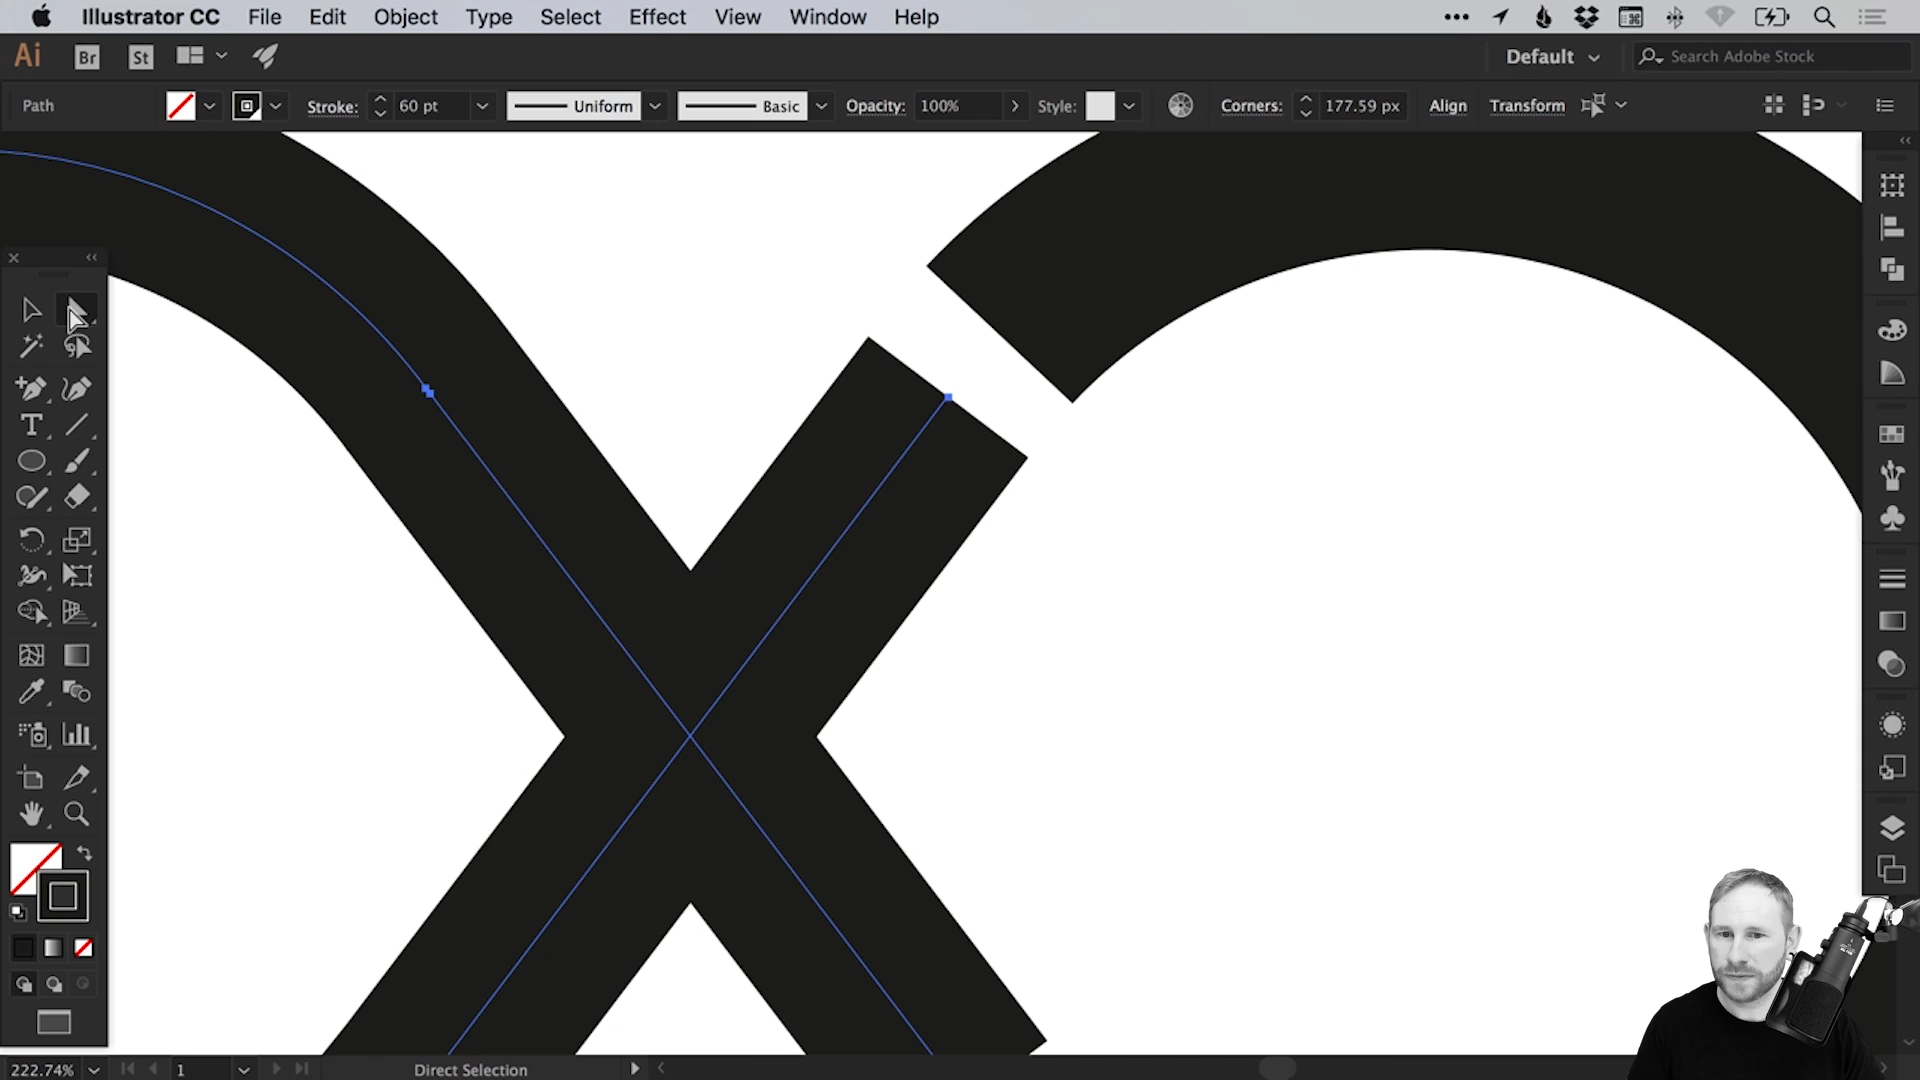 Illustrator CC File Edit Object Type Select Effect View Window Help
Ai Br St Default Search Adobe Stock
Path Stroke: 60 pt Uniform Basic Opacity: 100% Style: Corners: 177.59 px Align Transform
222.74% 1 Direct Selection